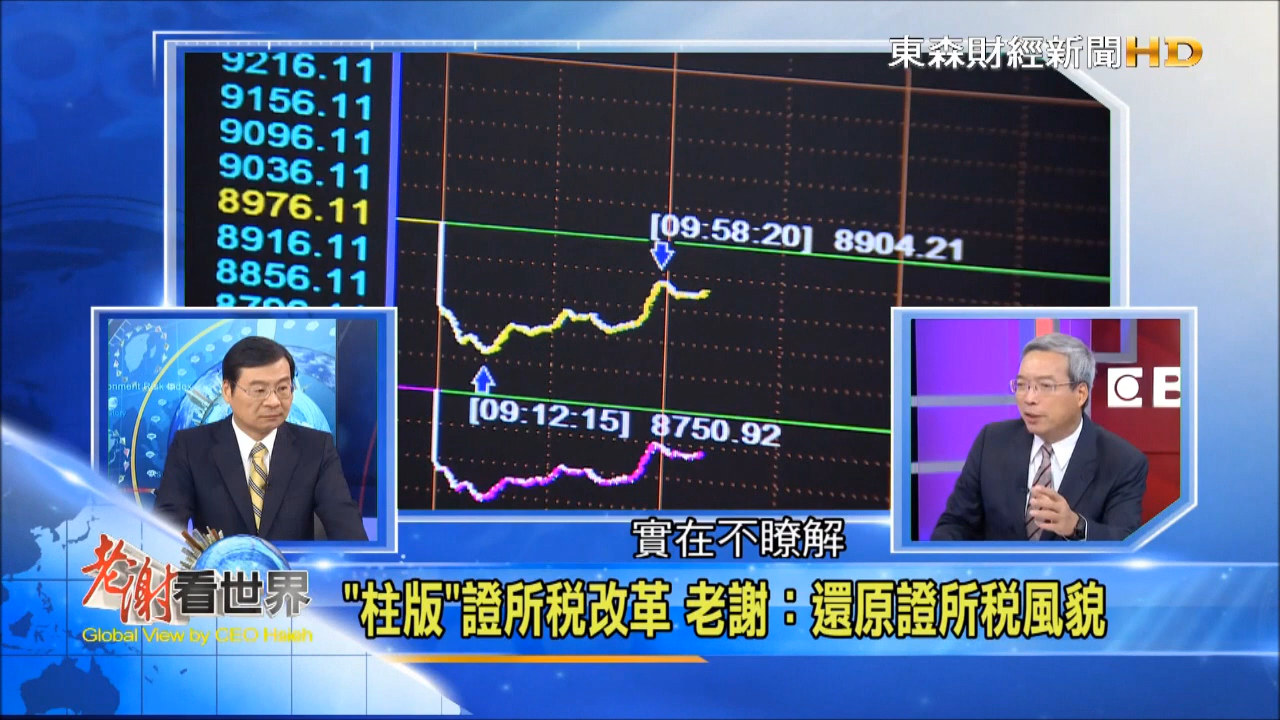 東森財經新聞HD
9216.11
9156.11
9096.11
9036.11
8976.11
8916.11
8856.11
[09:58:20] 8904.21
[09:12:15] 8750.92
實在不瞭解
老謝看世界
Global View by CEO Hsieh
"柱版"證所稅改革 老謝：還原證所稅風貌